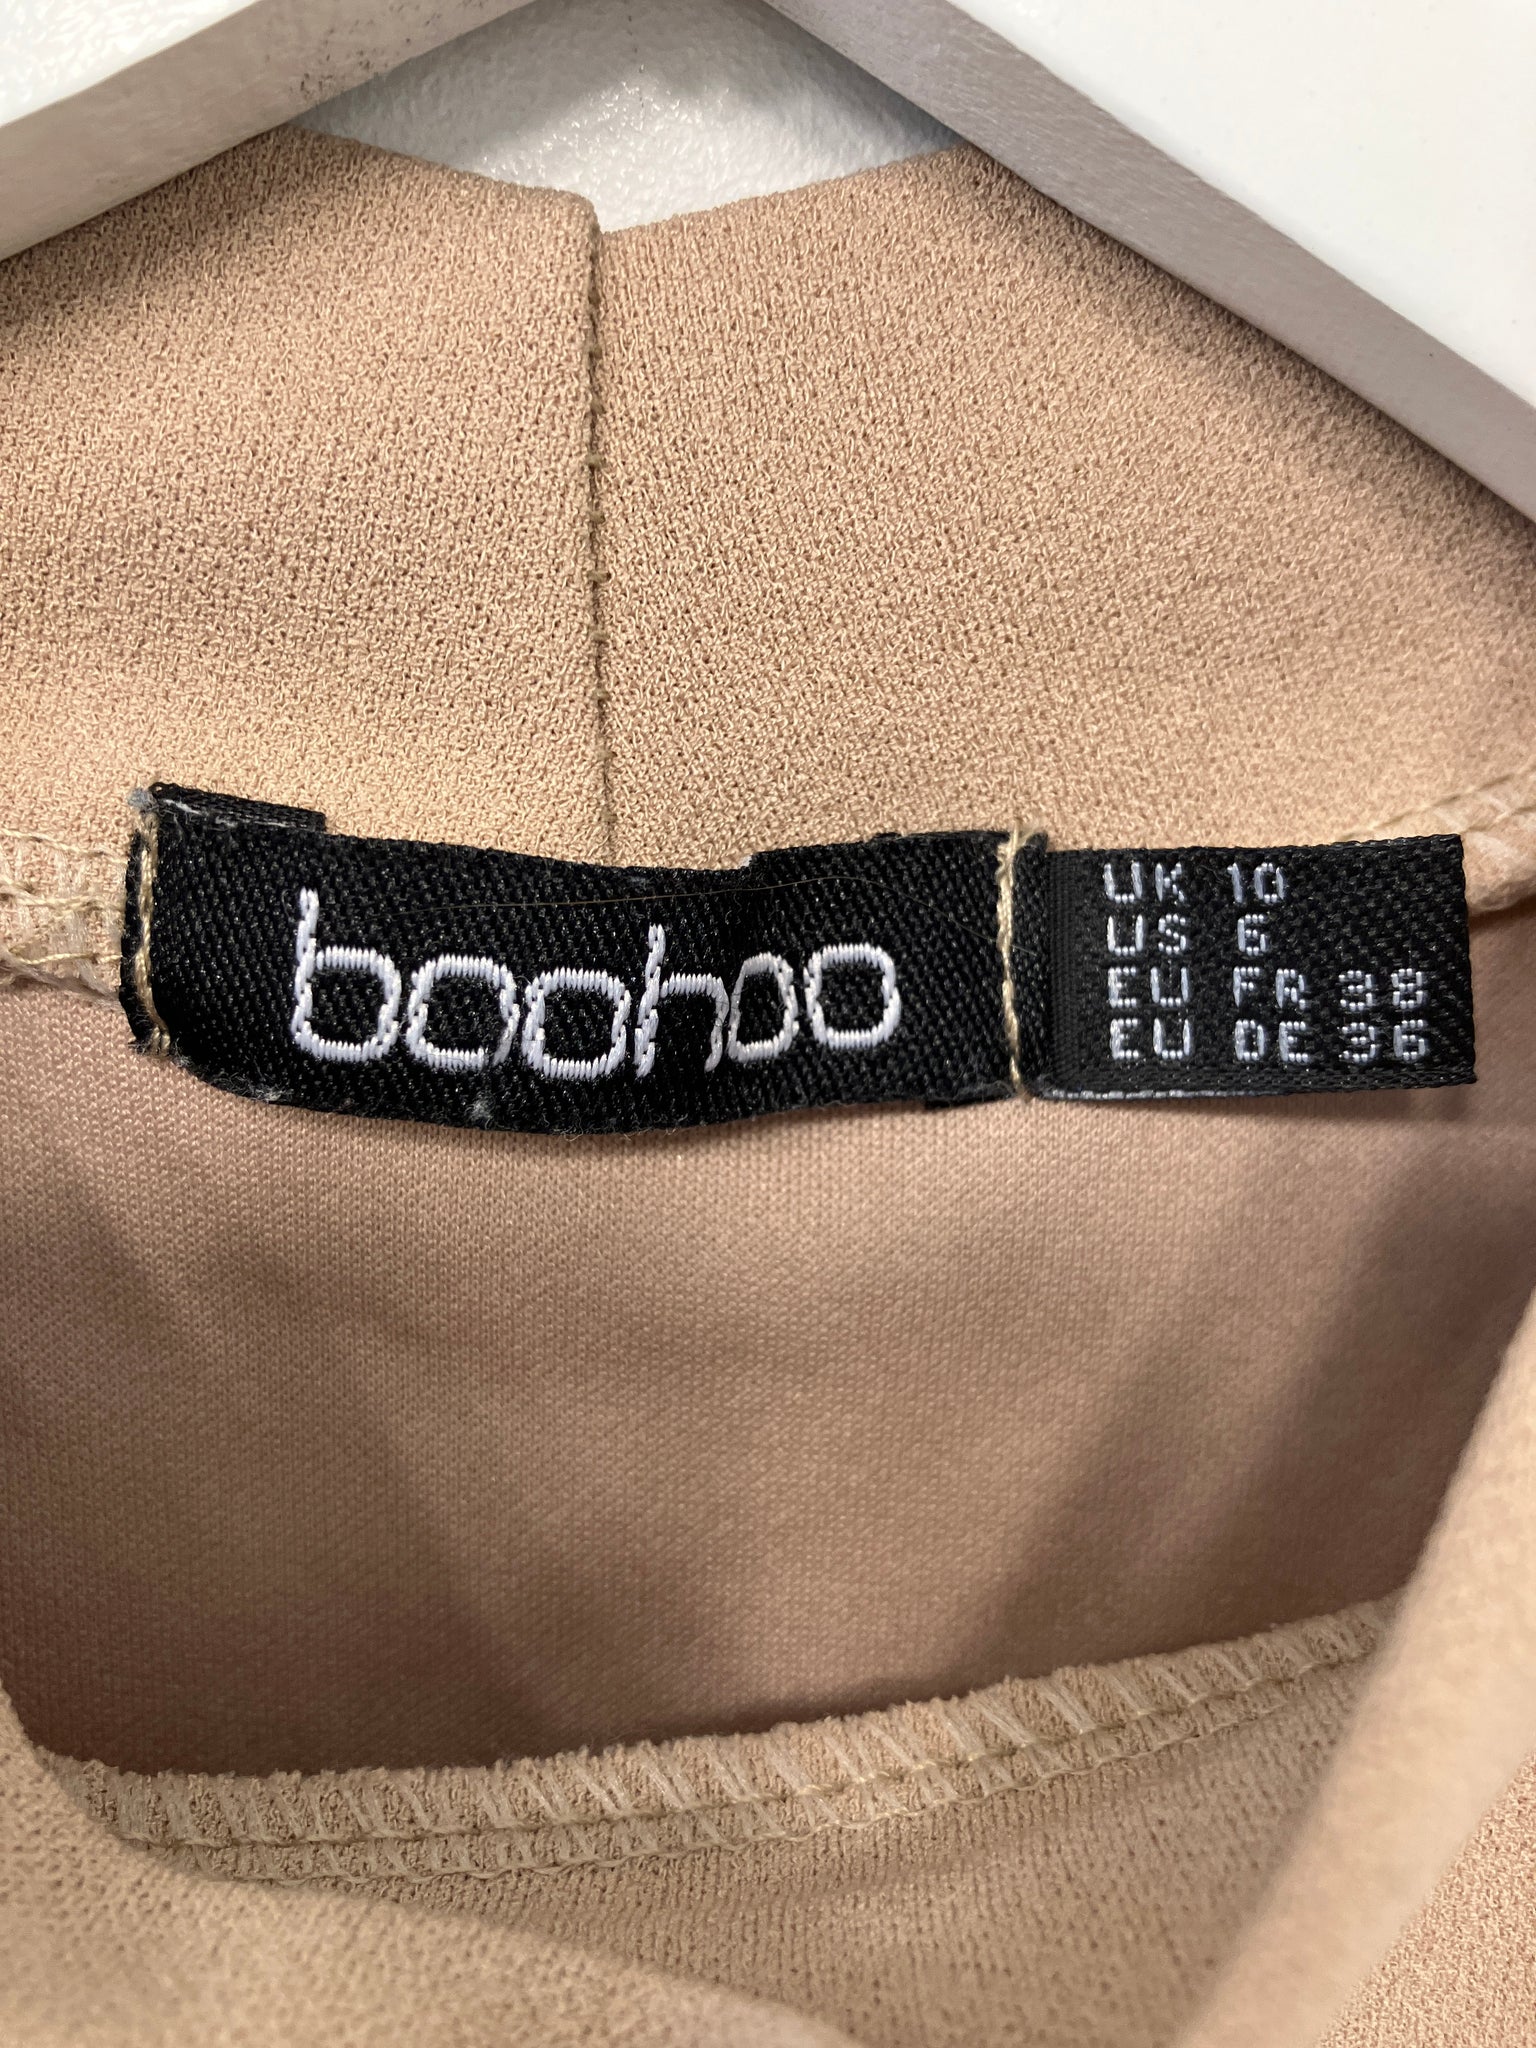 boohoo
UK 10
US 6
EU FR 38
EU DE 36